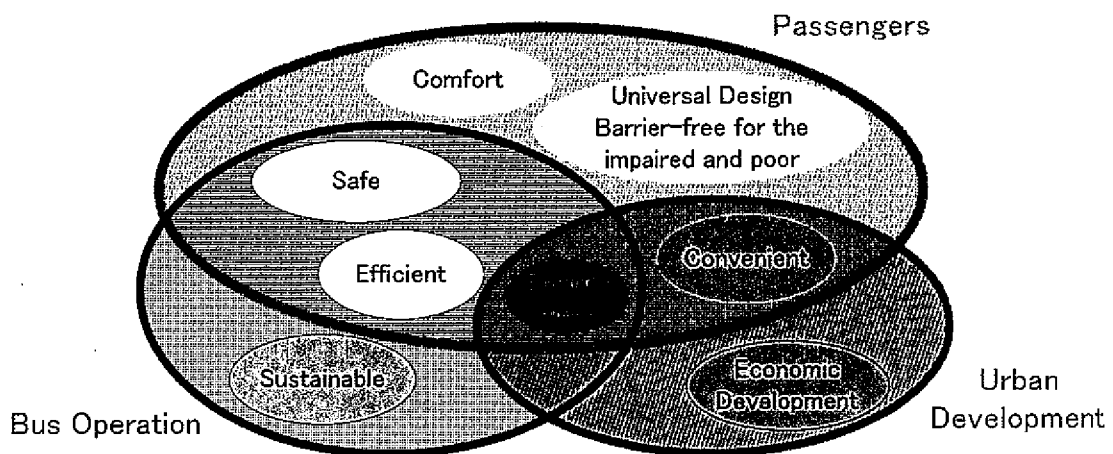 Passengers
Comfort
Universal Design
Barrier-free for the
impaired and poor
Safe
Efficient
Convenient
Sustainable
Economic
Development
Bus Operation
Urban
Development